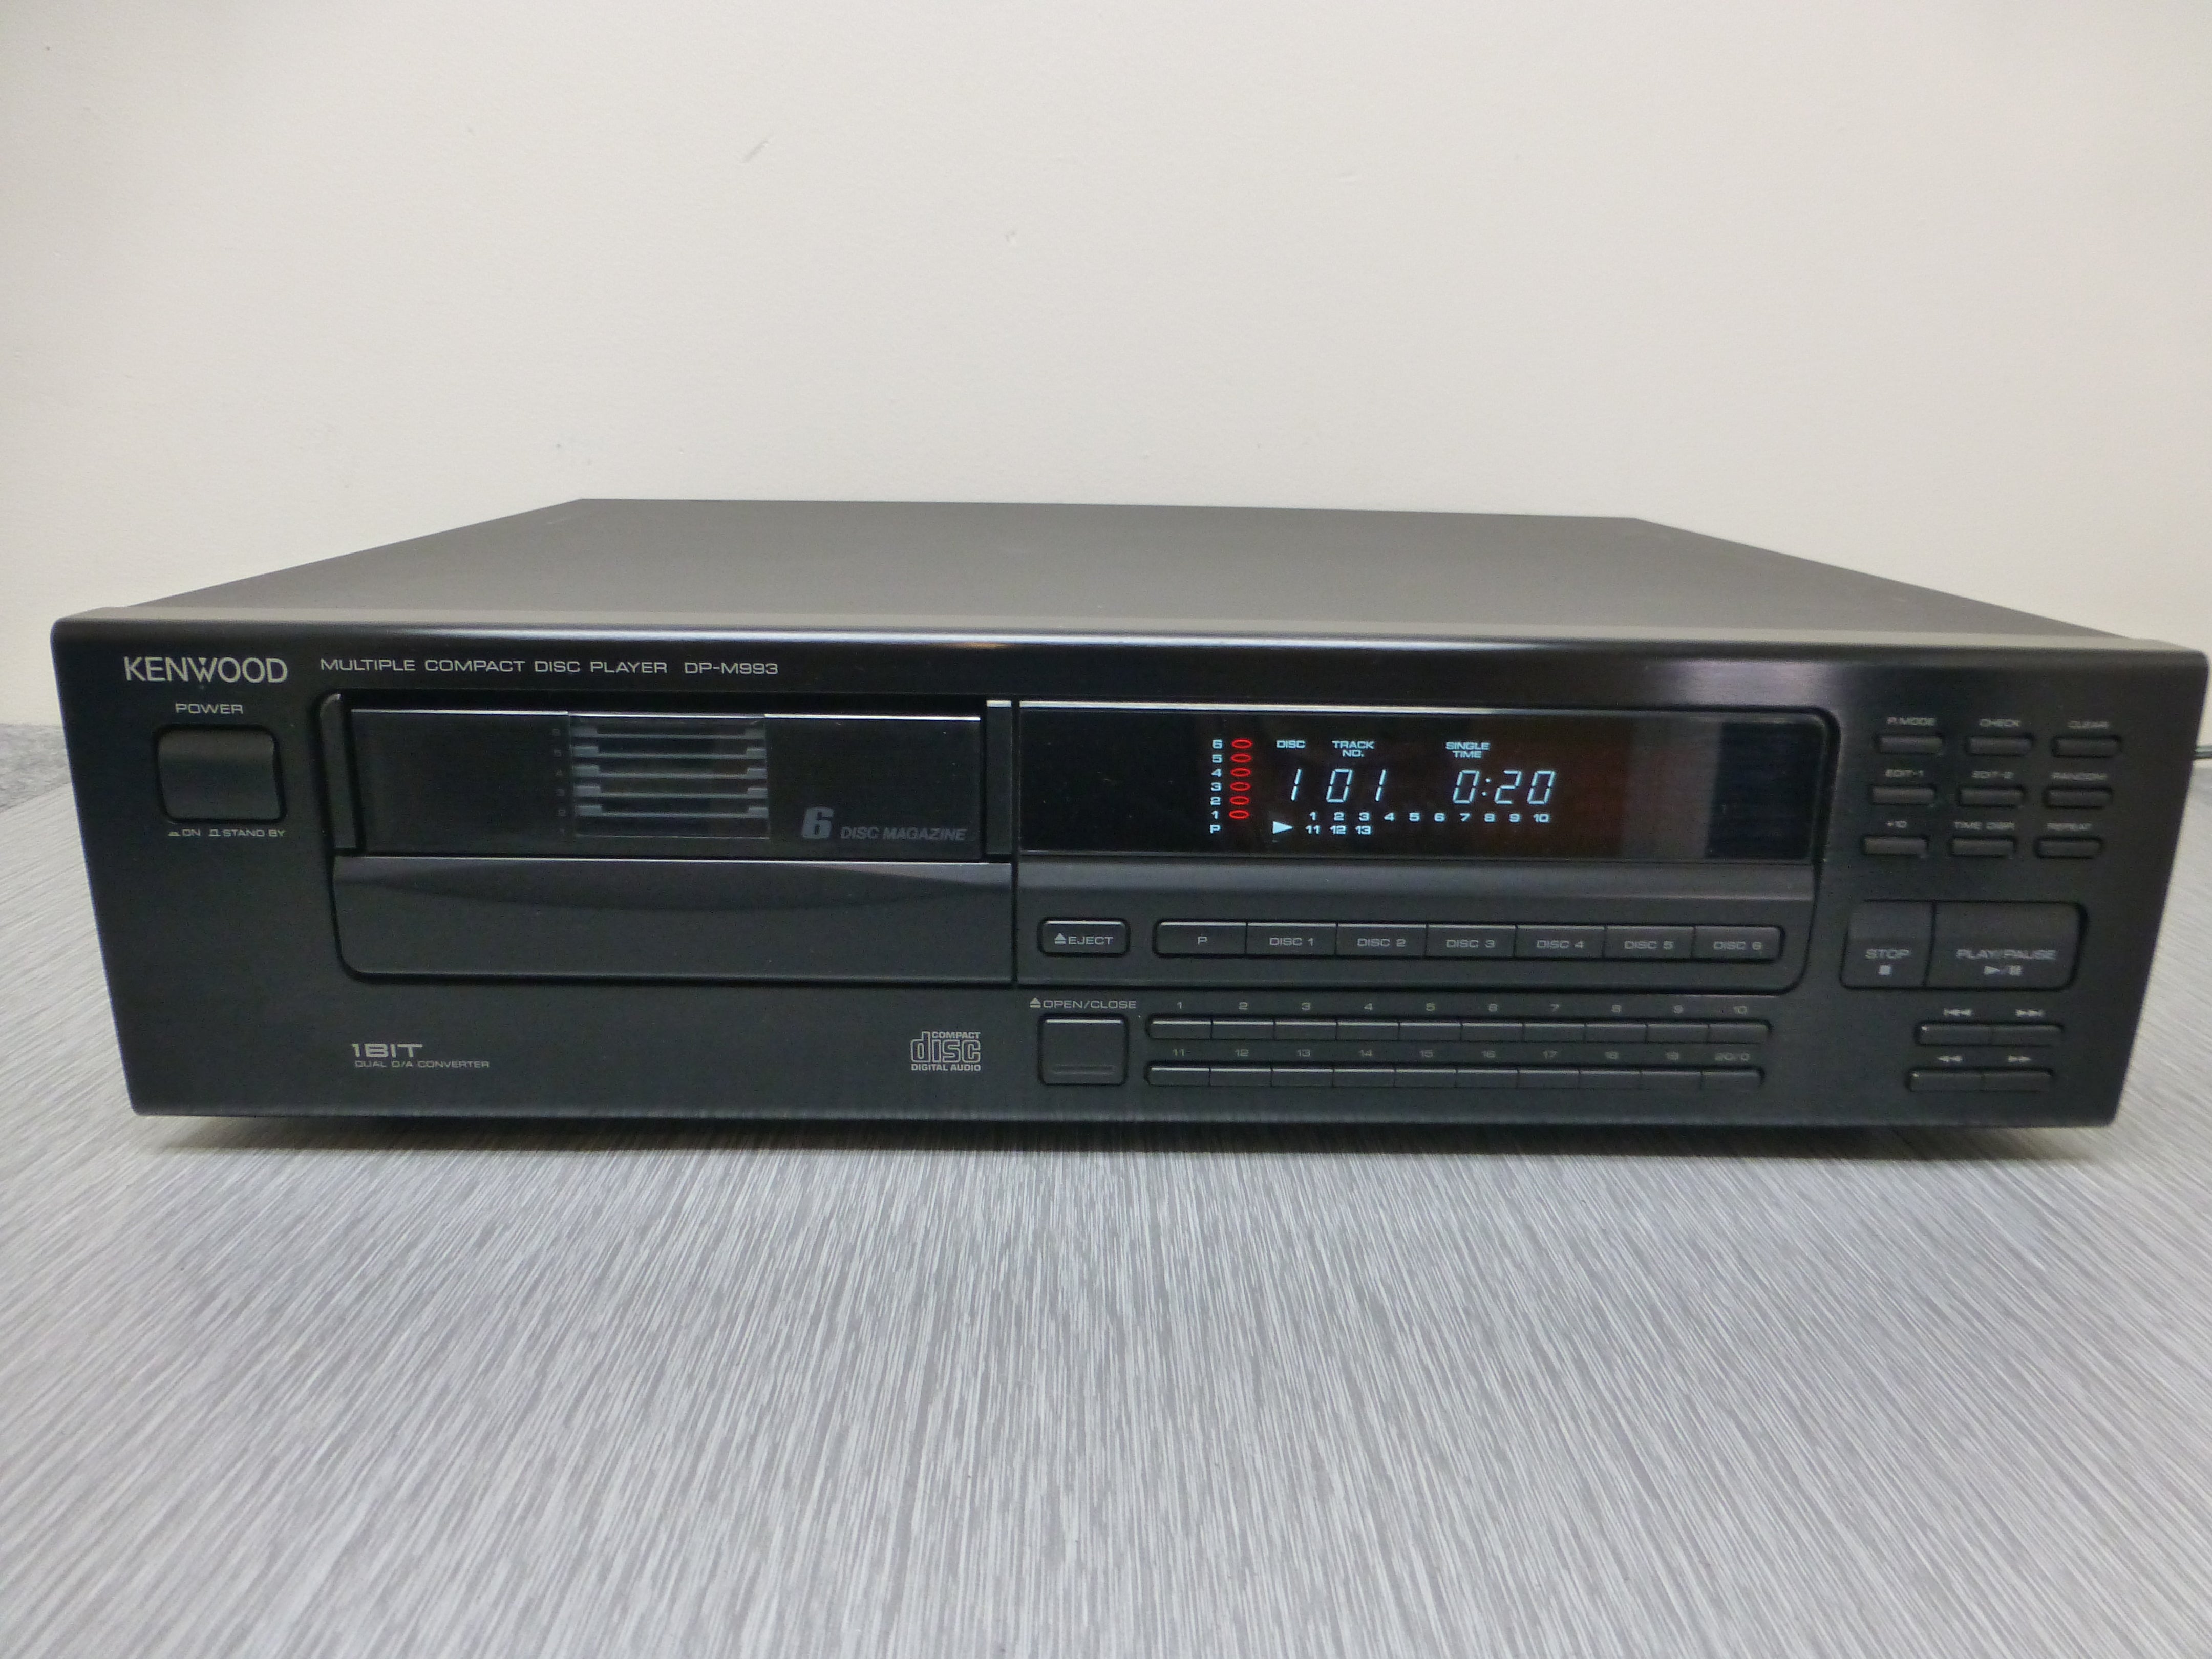 KENWOOD MULTIPLE COMPACT DISC PLAYER DP-M993
POWER
ON STAND BY
6 DISC MAGAZINE
6 DISC TRACK NO. SINGLE TIME
5
4 1 01 0:20
3
2
1 1 2 3 4 5 6 7 8 9 10
P 11 12 13
P.MODE CHECK CLEAR
EDIT-1 EDIT-2 RANDOM
+10 TIME DISP. REPEAT
EJECT P DISC 1 DISC 2 DISC 3 DISC 4 DISC 5 DISC 6
STOP PLAY/PAUSE
OPEN/CLOSE 1 2 3 4 5 6 7 8 9 10
11 12 13 14 15 16 17 18 19 20/0
1BIT
DUAL D/A CONVERTER
COMPACT
disc
DIGITAL AUDIO